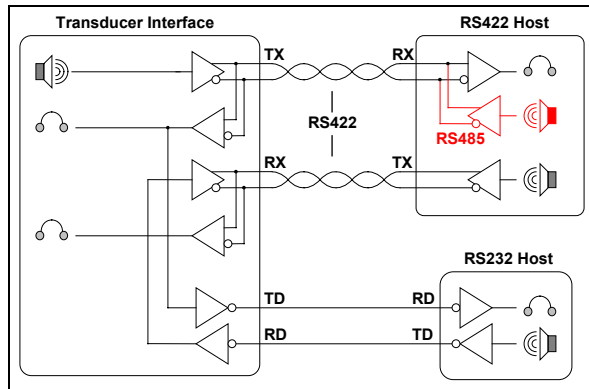 Transducer Interface
RS422 Host
TX
RX
RS422
RS485
RX
TX
RS232 Host
TD
RD
RD
TD